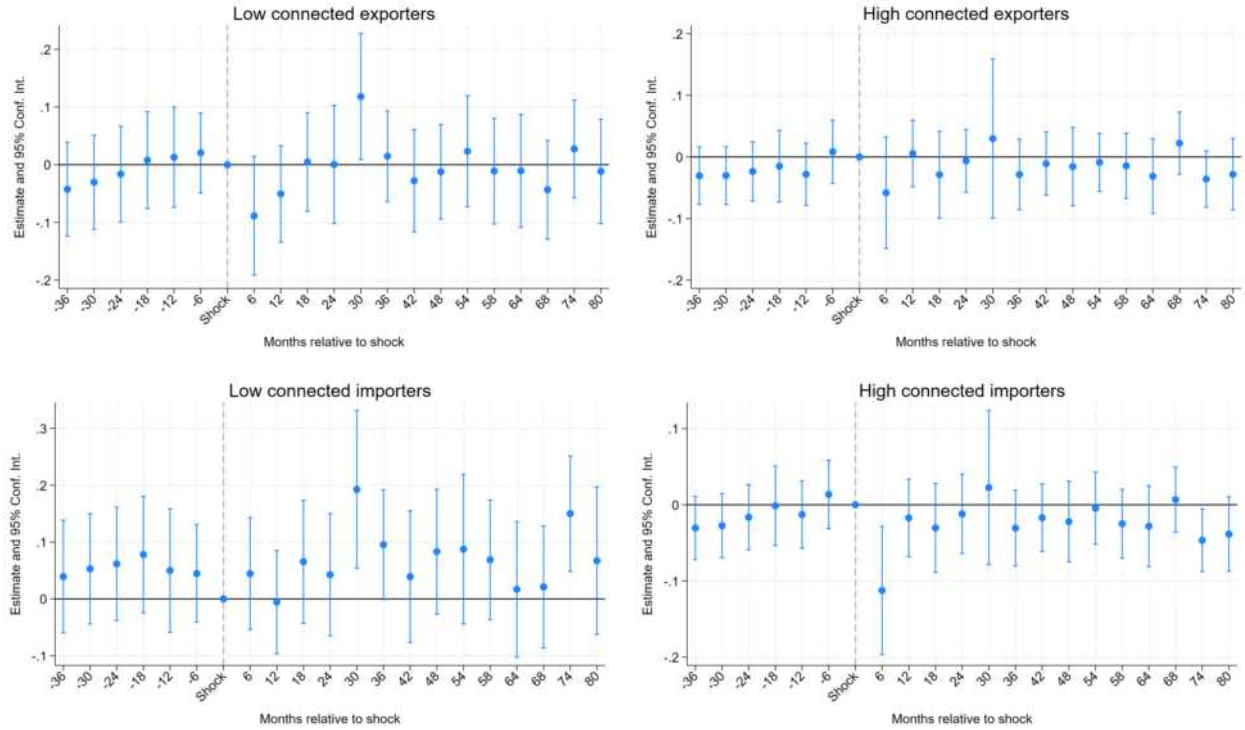 Low connected exporters
Estimate and 95% Conf. Int.
.2
.1
0
-.1
-.2
-36 -30 -24 -18 -12 -6 Shock 6 12 18 24 30 36 42 48 54 58 64 68 74 80
Months relative to shock
High connected exporters
Estimate and 95% Conf. Int.
.2
.1
0
-.1
-.2
-36 -30 -24 -18 -12 -6 Shock 6 12 18 24 30 36 42 48 54 58 64 68 74 80
Months relative to shock
Low connected importers
Estimate and 95% Conf. Int.
.3
.2
.1
0
-.1
-36 -30 -24 -18 -12 -6 Shock 6 12 18 24 30 36 42 48 54 58 64 68 74 80
Months relative to shock
High connected importers
Estimate and 95% Conf. Int.
.1
0
-.1
-.2
-36 -30 -24 -18 -12 -6 Shock 6 12 18 24 30 36 42 48 54 58 64 68 74 80
Months relative to shock